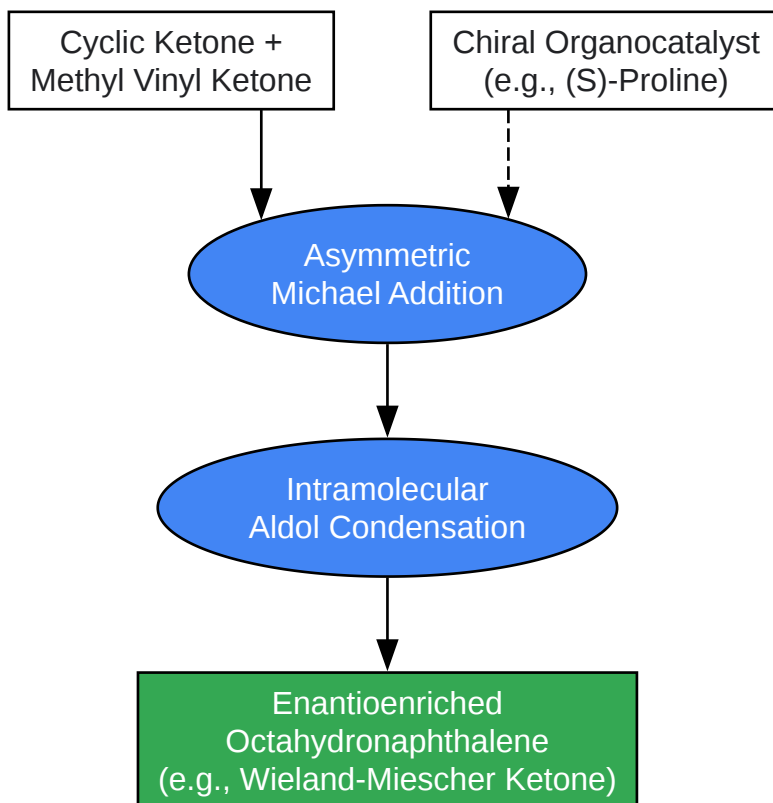 Cyclic Ketone +
Methyl Vinyl Ketone
Chiral Organocatalyst
(e.g., (S)-Proline)
Asymmetric
Michael Addition
Intramolecular
Aldol Condensation
Enantioenriched
Octahydronaphthalene
(e.g., Wieland-Miescher Ketone)